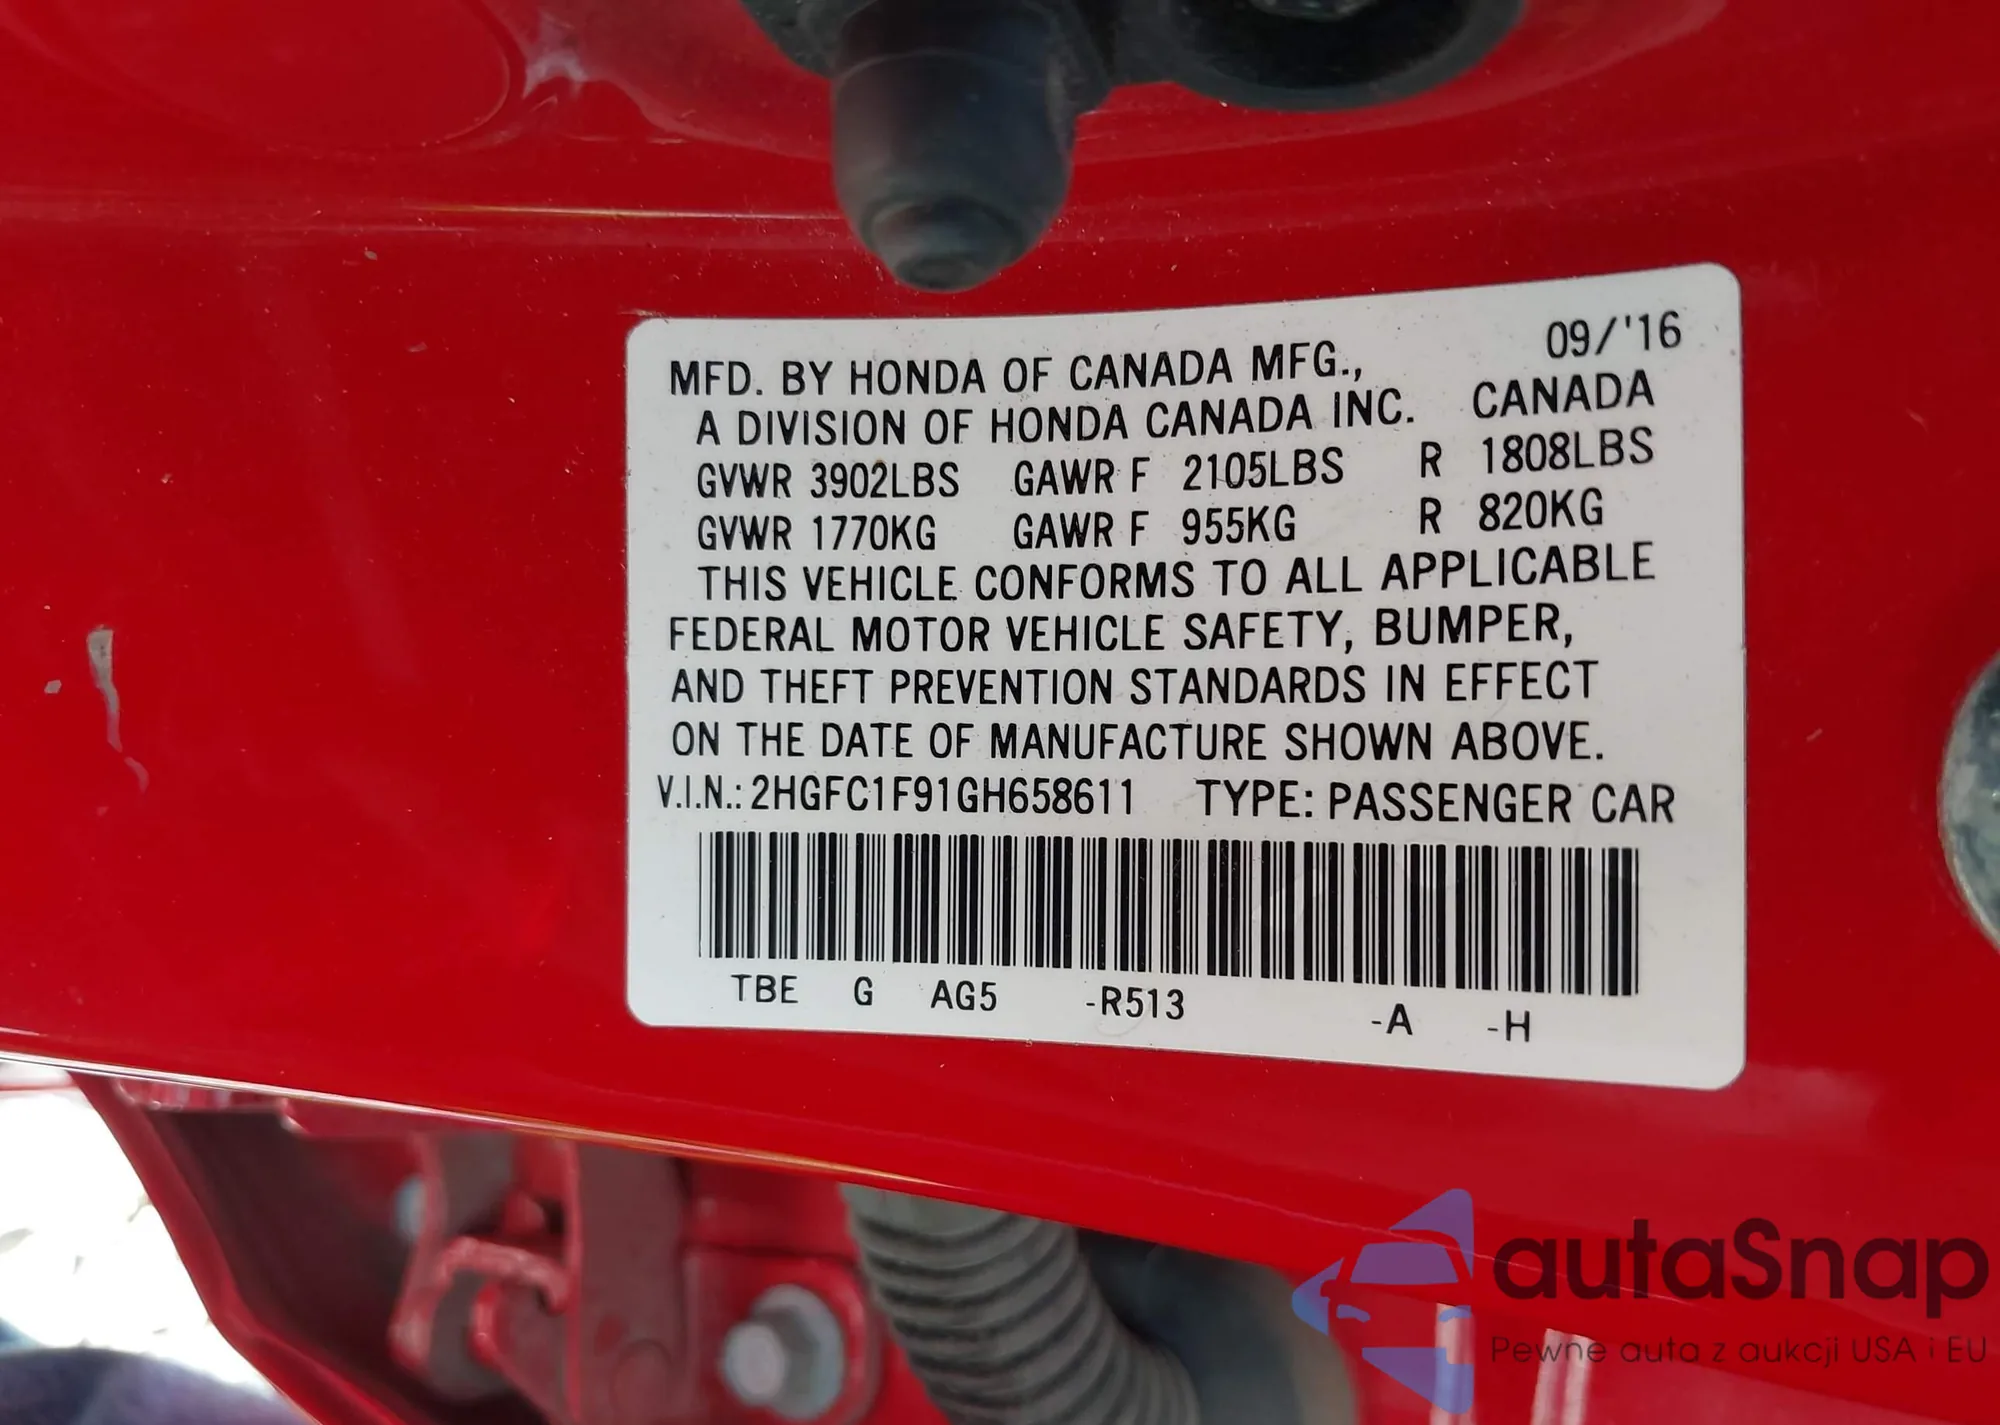 09/'16
MFD. BY HONDA OF CANADA MFG.,
A DIVISION OF HONDA CANADA INC. CANADA
GVWR 3902LBS GAWR F 2105LBS R 1808LBS
GVWR 1770KG GAWR F 955KG R 820KG
THIS VEHICLE CONFORMS TO ALL APPLICABLE
FEDERAL MOTOR VEHICLE SAFETY, BUMPER,
AND THEFT PREVENTION STANDARDS IN EFFECT
ON THE DATE OF MANUFACTURE SHOWN ABOVE.
V.I.N.: 2HGFC1F91GH658611 TYPE: PASSENGER CAR
TBE G AG5 -R513 -A -H
autaSnap
Pewne auta z aukcji USA i EU